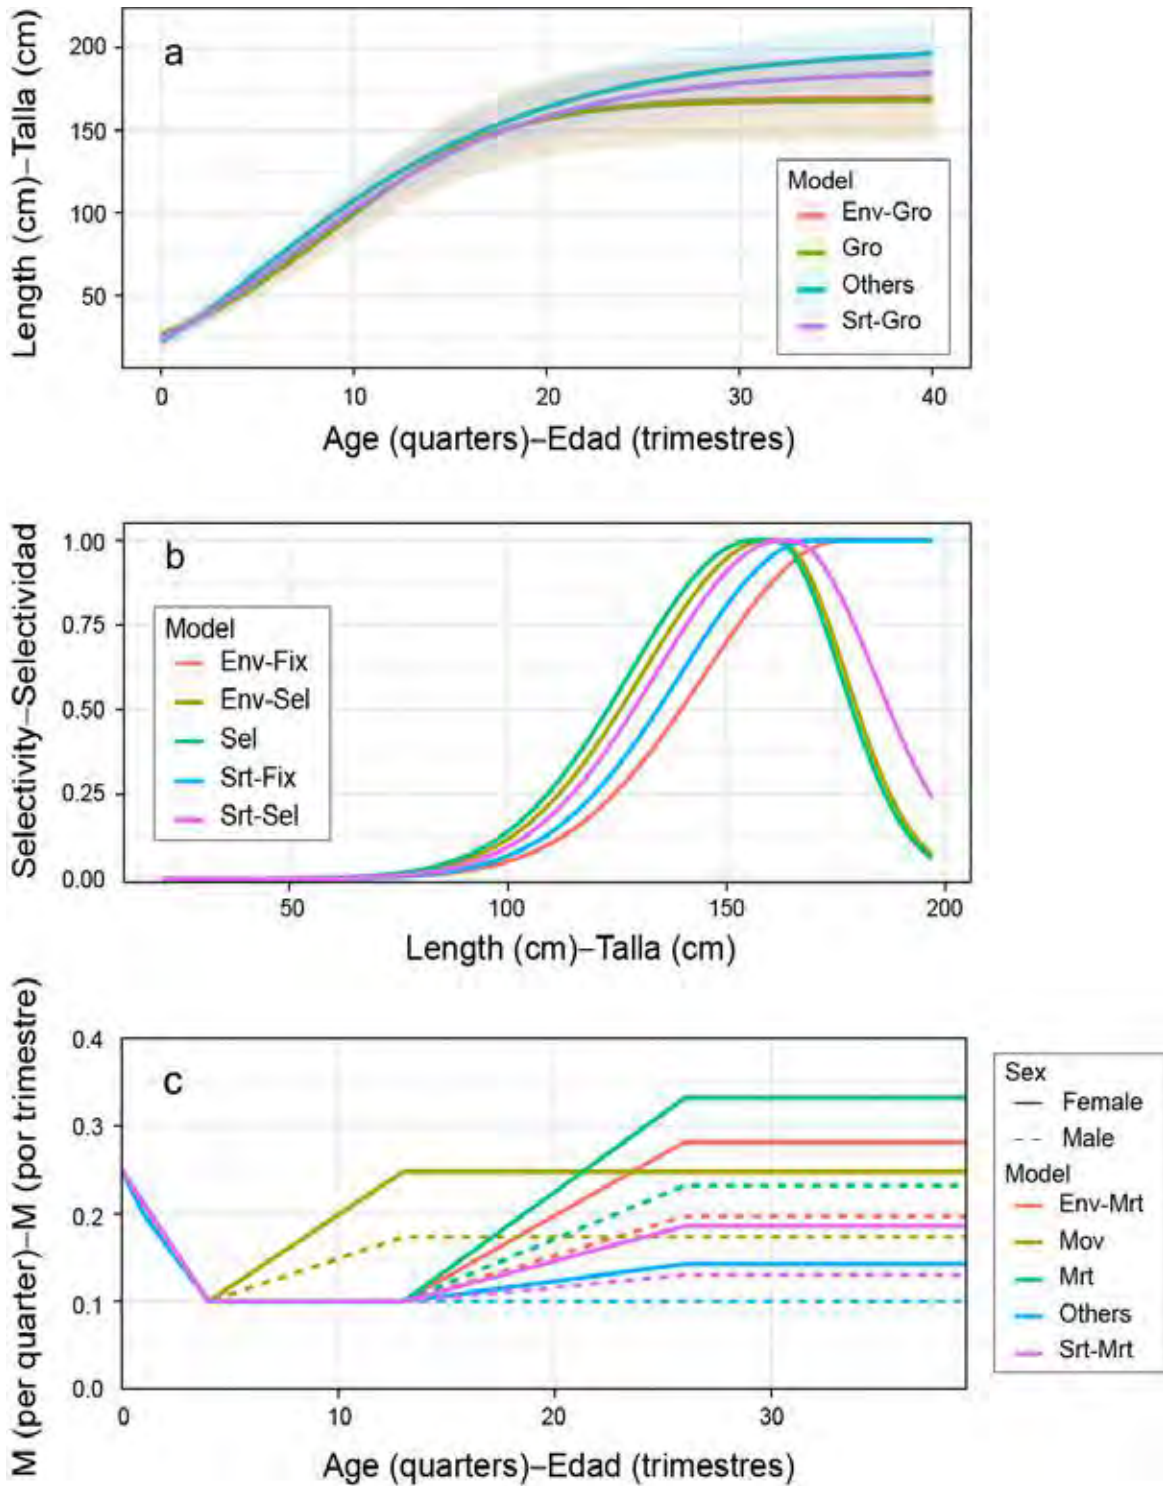 a
Length (cm)–Talla (cm)
200
150
100
50
Model
Env-Gro
Gro
Others
Srt-Gro
0 10 20 30 40
Age (quarters)–Edad (trimestres)
b
Selectivity–Selectividad
1.00
0.75
0.50
0.25
0.00
Model
Env-Fix
Env-Sel
Sel
Srt-Fix
Srt-Sel
50 100 150 200
Length (cm)–Talla (cm)
c
M (per quarter)–M (por trimestre)
0.4
0.3
0.2
0.1
0.0
Sex
Female
Male
Model
Env-Mrt
Mov
Mrt
Others
Srt-Mrt
0 10 20 30
Age (quarters)–Edad (trimestres)